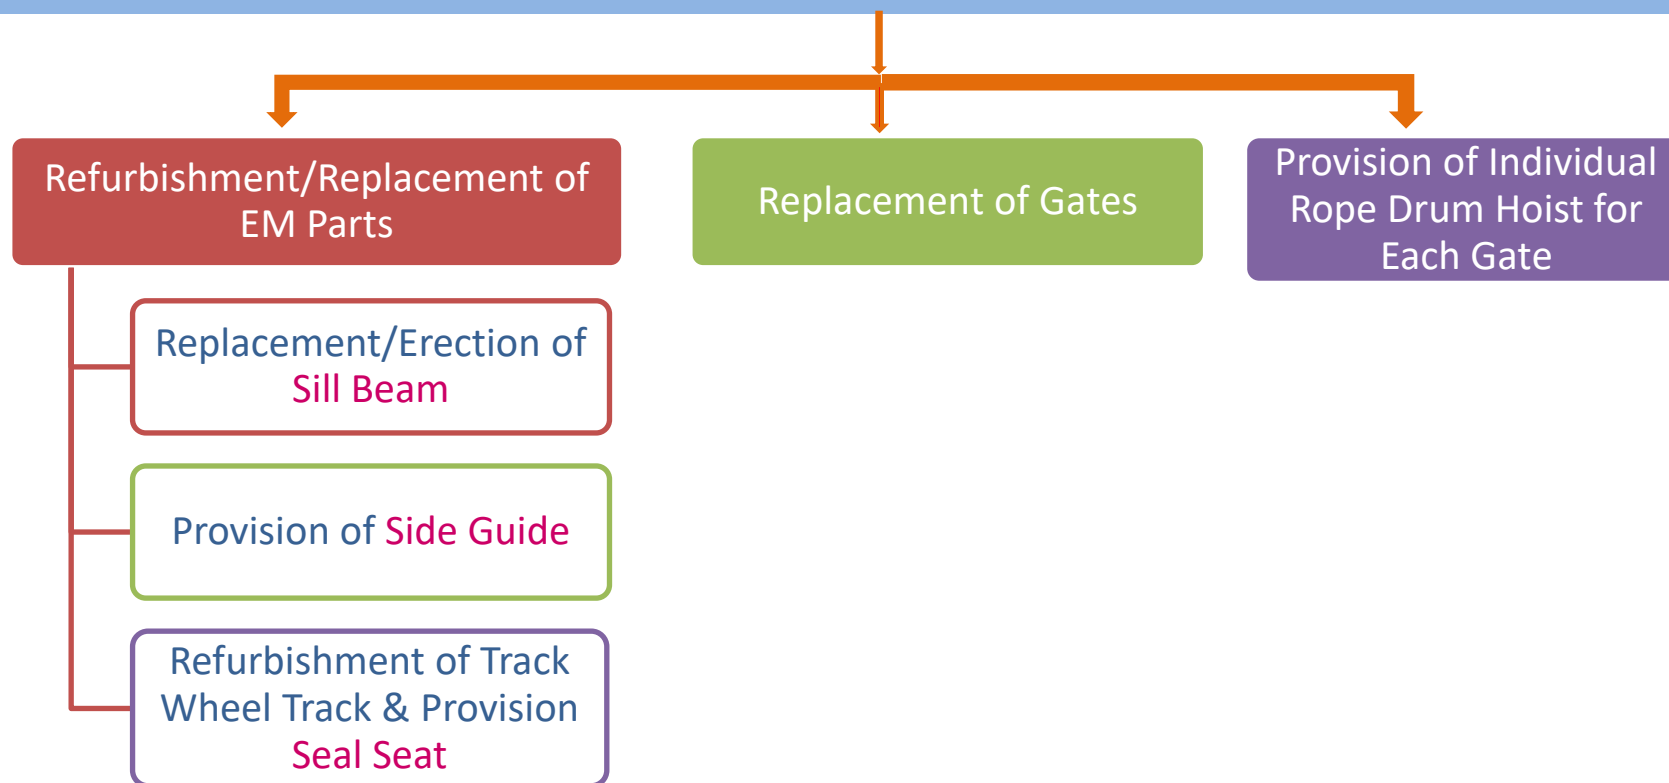 Refurbishment/Replacement of
EM Parts
Replacement of Gates
Provision of Individual
Rope Drum Hoist for
Each Gate
Replacement/Erection of
Sill Beam
Provision of Side Guide
Refurbishment of Track
Wheel Track & Provision
Seal Seat